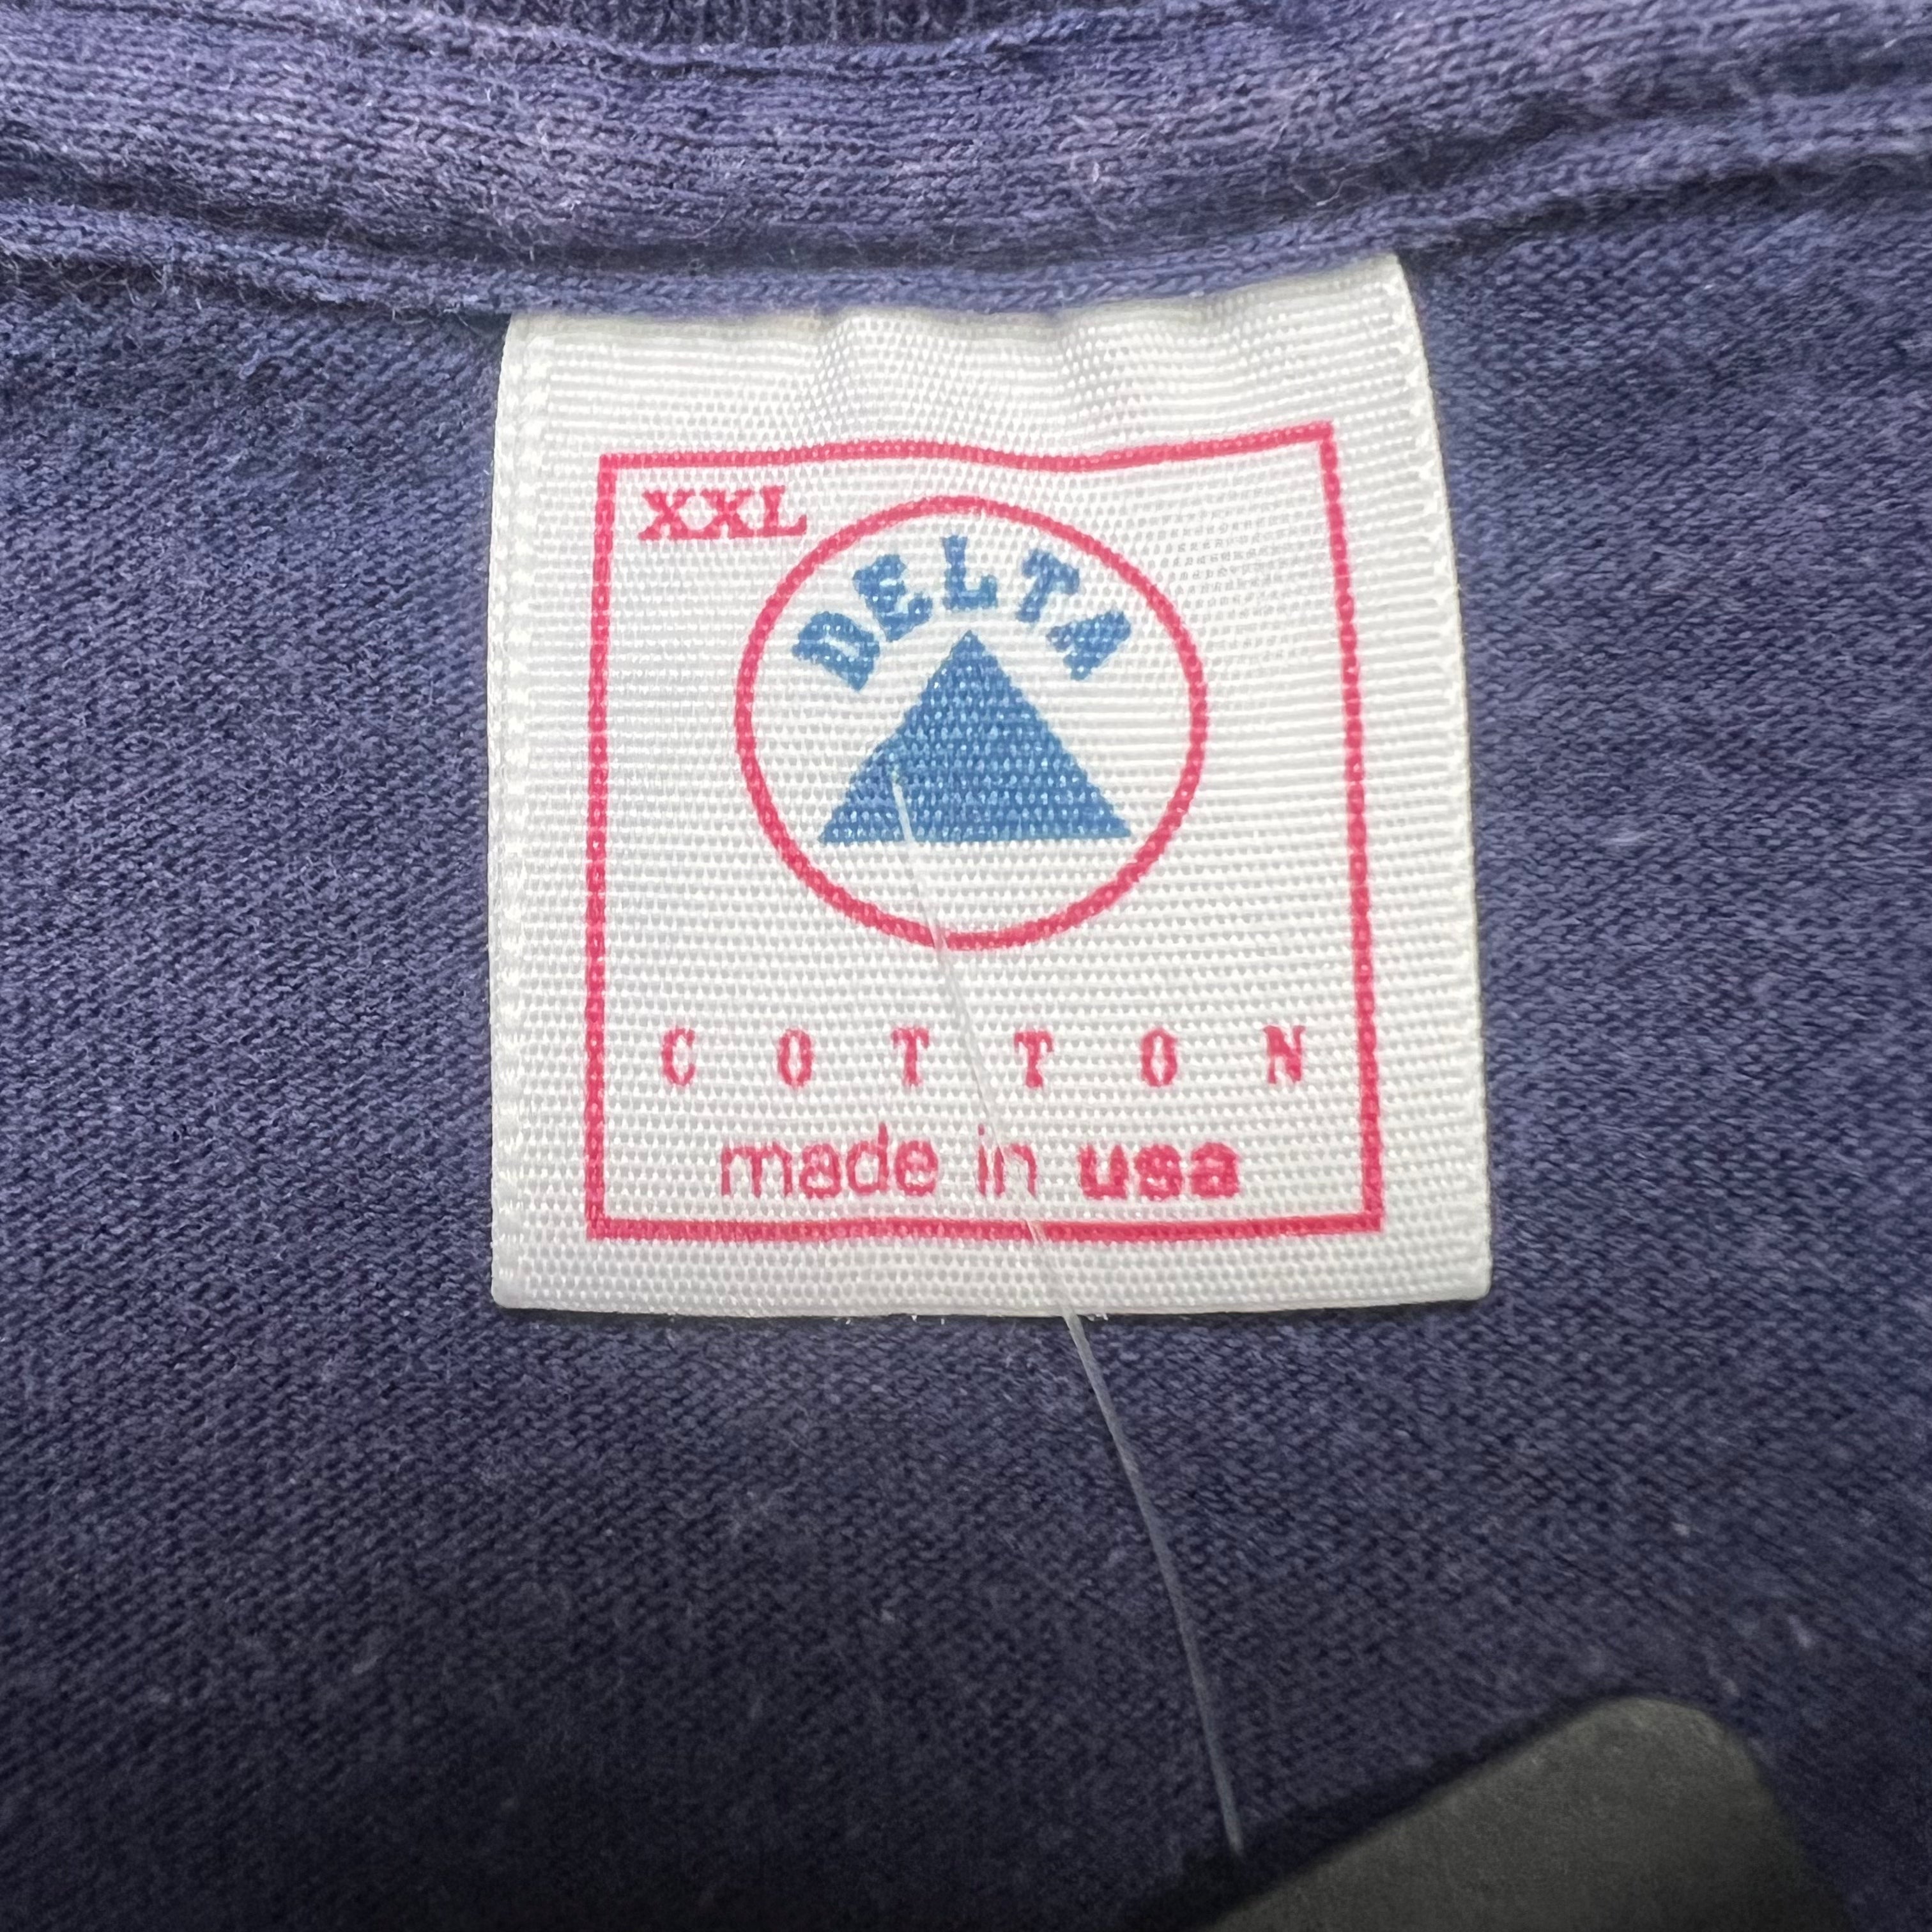 XXL
DELTA
COTTON
made in usa